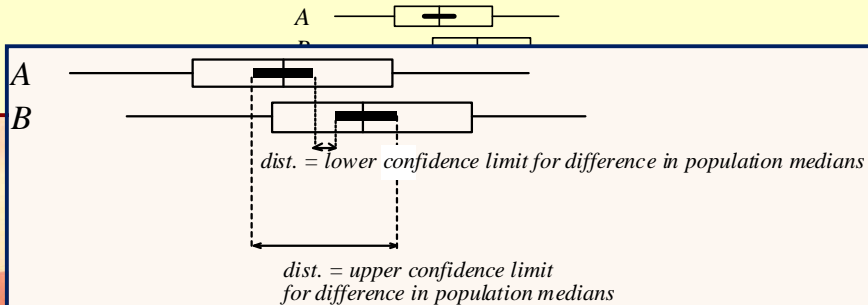 A
A
B
dist. = lower confidence limit for difference in population medians
dist. = upper confidence limit
for difference in population medians